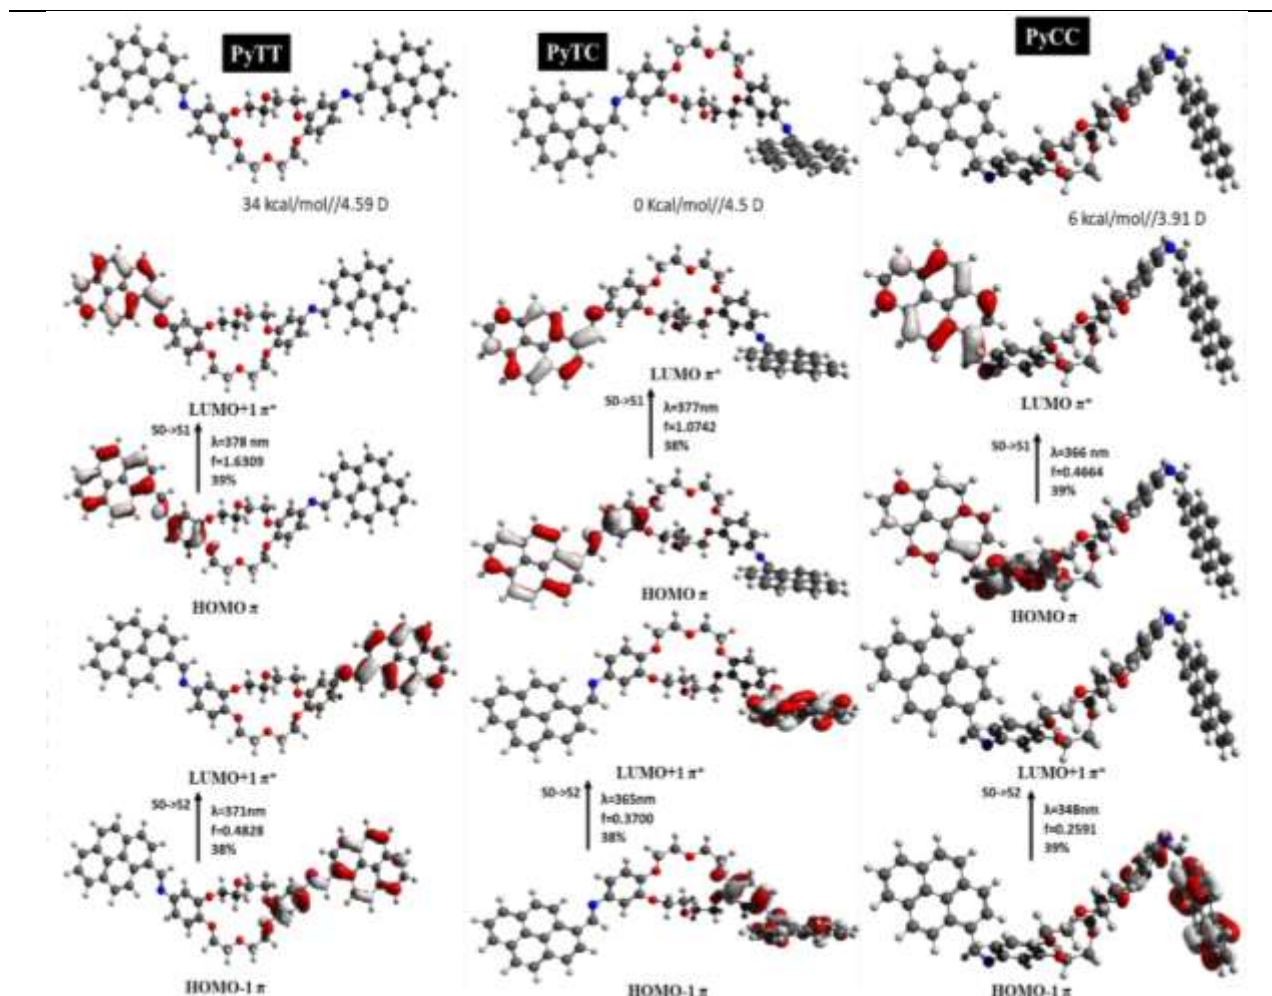 PyTT
PyTC
PyCC
34 kcal/mol//4.59 D
0 Kcal/mol//4.5 D
6 kcal/mol//3.91 D
LUMO+1 π*
S0->S1
λ=378 nm
f=1.6309
39%
HOMO π
LUMO π*
S0->S1
λ=377nm
f=1.0742
38%
HOMO π
LUMO π*
S0->S1
λ=366 nm
f=0.4664
39%
HOMO π
LUMO+1 π*
S0->S2
λ=371nm
f=0.4828
38%
HOMO-1 π
LUMO+1 π*
S0->S2
λ=365nm
f=0.3700
38%
HOMO-1 π
LUMO+1 π*
S0->S2
λ=348nm
f=0.2591
39%
HOMO-1 π